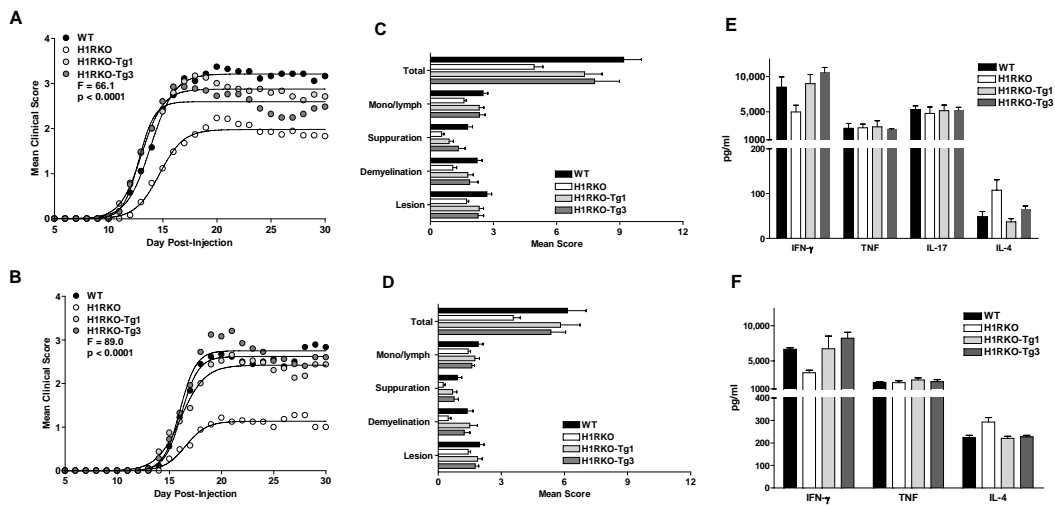 A
WT
H1RKO
H1RKO-Tg1
H1RKO-Tg3
F = 66.1
p < 0.0001
Mean Clinical Score
4
3
2
1
0
5 10 15 20 25 30
Day Post-Injection
B
WT
H1RKO
H1RKO-Tg1
H1RKO-Tg3
F = 89.0
p < 0.0001
Mean Clinical Score
4
3
2
1
0
5 10 15 20 25 30
Day Post-Injection
C
Total
Mono/lymph
Suppuration
Demyelination
Lesion
WT
H1RKO
H1RKO-Tg1
H1RKO-Tg3
0 3 6 9 12
Mean Score
D
Total
Mono/lymph
Suppuration
Demyelination
Lesion
WT
H1RKO
H1RKO-Tg1
H1RKO-Tg3
0 3 6 9 12
Mean Score
E
WT
H1RKO
H1RKO-Tg1
H1RKO-Tg3
pg/ml
10,000
5,000
1000
200
100
0
IFN-γ TNF IL-17 IL-4
F
WT
H1RKO
H1RKO-Tg1
H1RKO-Tg3
pg/ml
10,000
5,000
1000
400
300
200
100
0
IFN-γ TNF IL-4